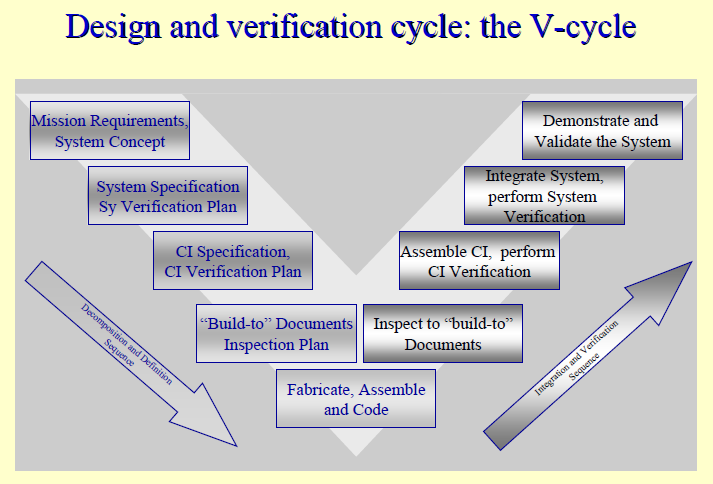 Design and verification cycle: the V-cycle
Mission Requirements,
System Concept
Demonstrate and
Validate the System
System Specification
Sy Verification Plan
Integrate System,
perform System
Verification
CI Specification,
CI Verification Plan
Assemble CI, perform
CI Verification
“Build-to” Documents
Inspection Plan
Inspect to “build-to”
Documents
Fabricate, Assemble
and Code
Decomposition and Definition
Sequence
Integration and Verification
Sequence